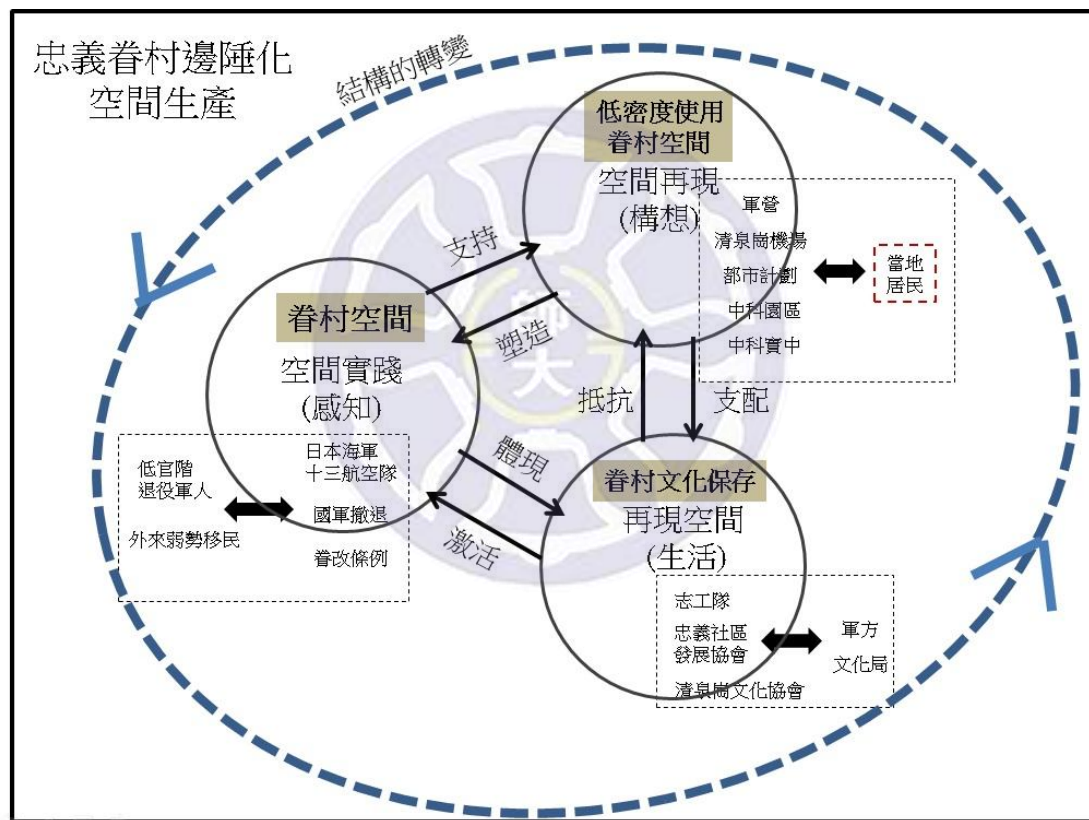 忠義眷村邊陲化
空間生產
結構的轉變
低密度使用
眷村空間
空間再現
(構想)
軍營
清泉崗機場
都市計劃
中科園區
中科實中
當地
居民
支持
塑造
眷村空間
空間實踐
(感知)
日本海軍
十三航空隊
國軍撤退
眷改條例
低官階
退役軍人
外來弱勢移民
抵抗
支配
體現
激活
眷村文化保存
再現空間
(生活)
志工隊
忠義社區
發展協會
清泉崗文化協會
軍方
文化局
師
大